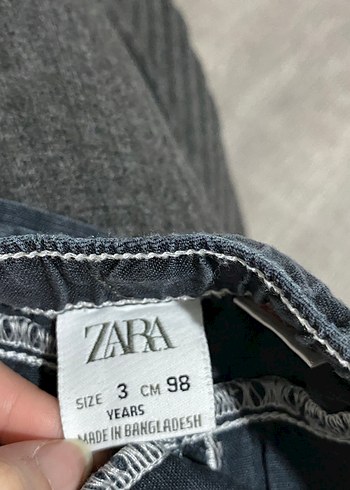 ZARA
SIZE 3 CM 98
YEARS
MADE IN BANGLADESH